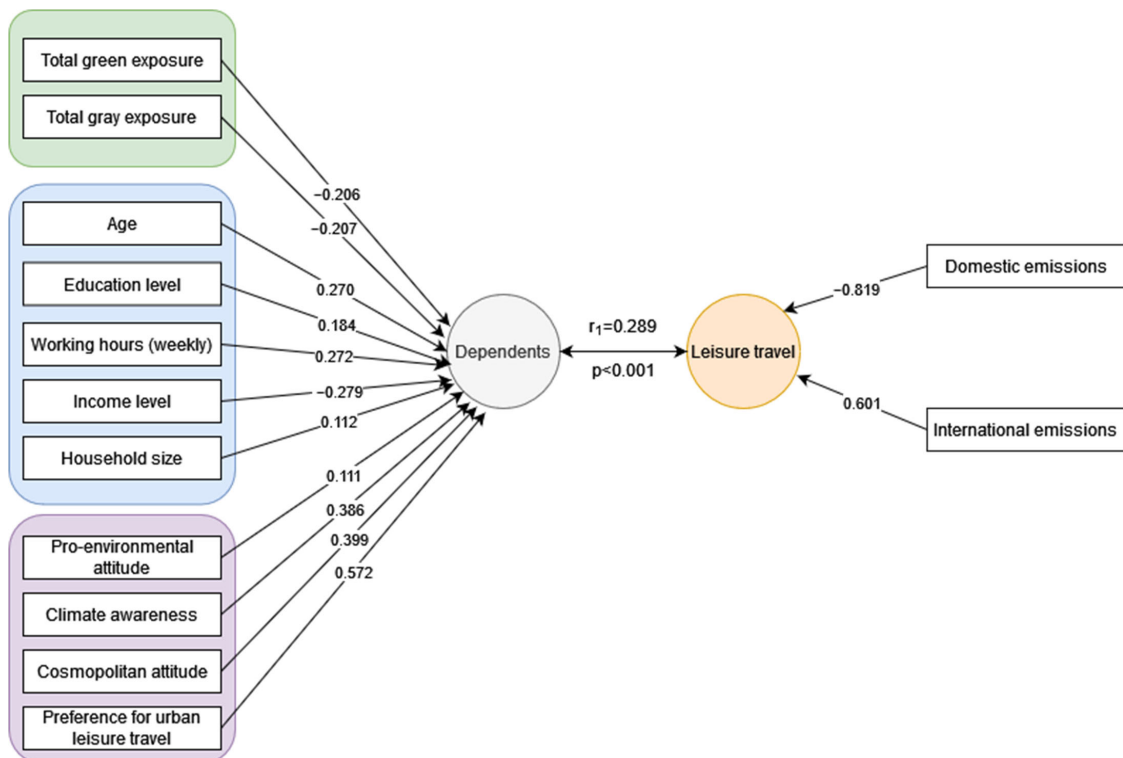 Total green exposure
Total gray exposure
−0.206
−0.207
Age
Education level
Working hours (weekly)
Income level
Household size
0.270
0.184
0.272
−0.279
0.112
Pro-environmental
attitude
Climate awareness
Cosmopolitan attitude
Preference for urban
leisure travel
0.111
0.386
0.399
0.572
Dependents
r₁=0.289
p<0.001
Leisure travel
−0.819
0.601
Domestic emissions
International emissions